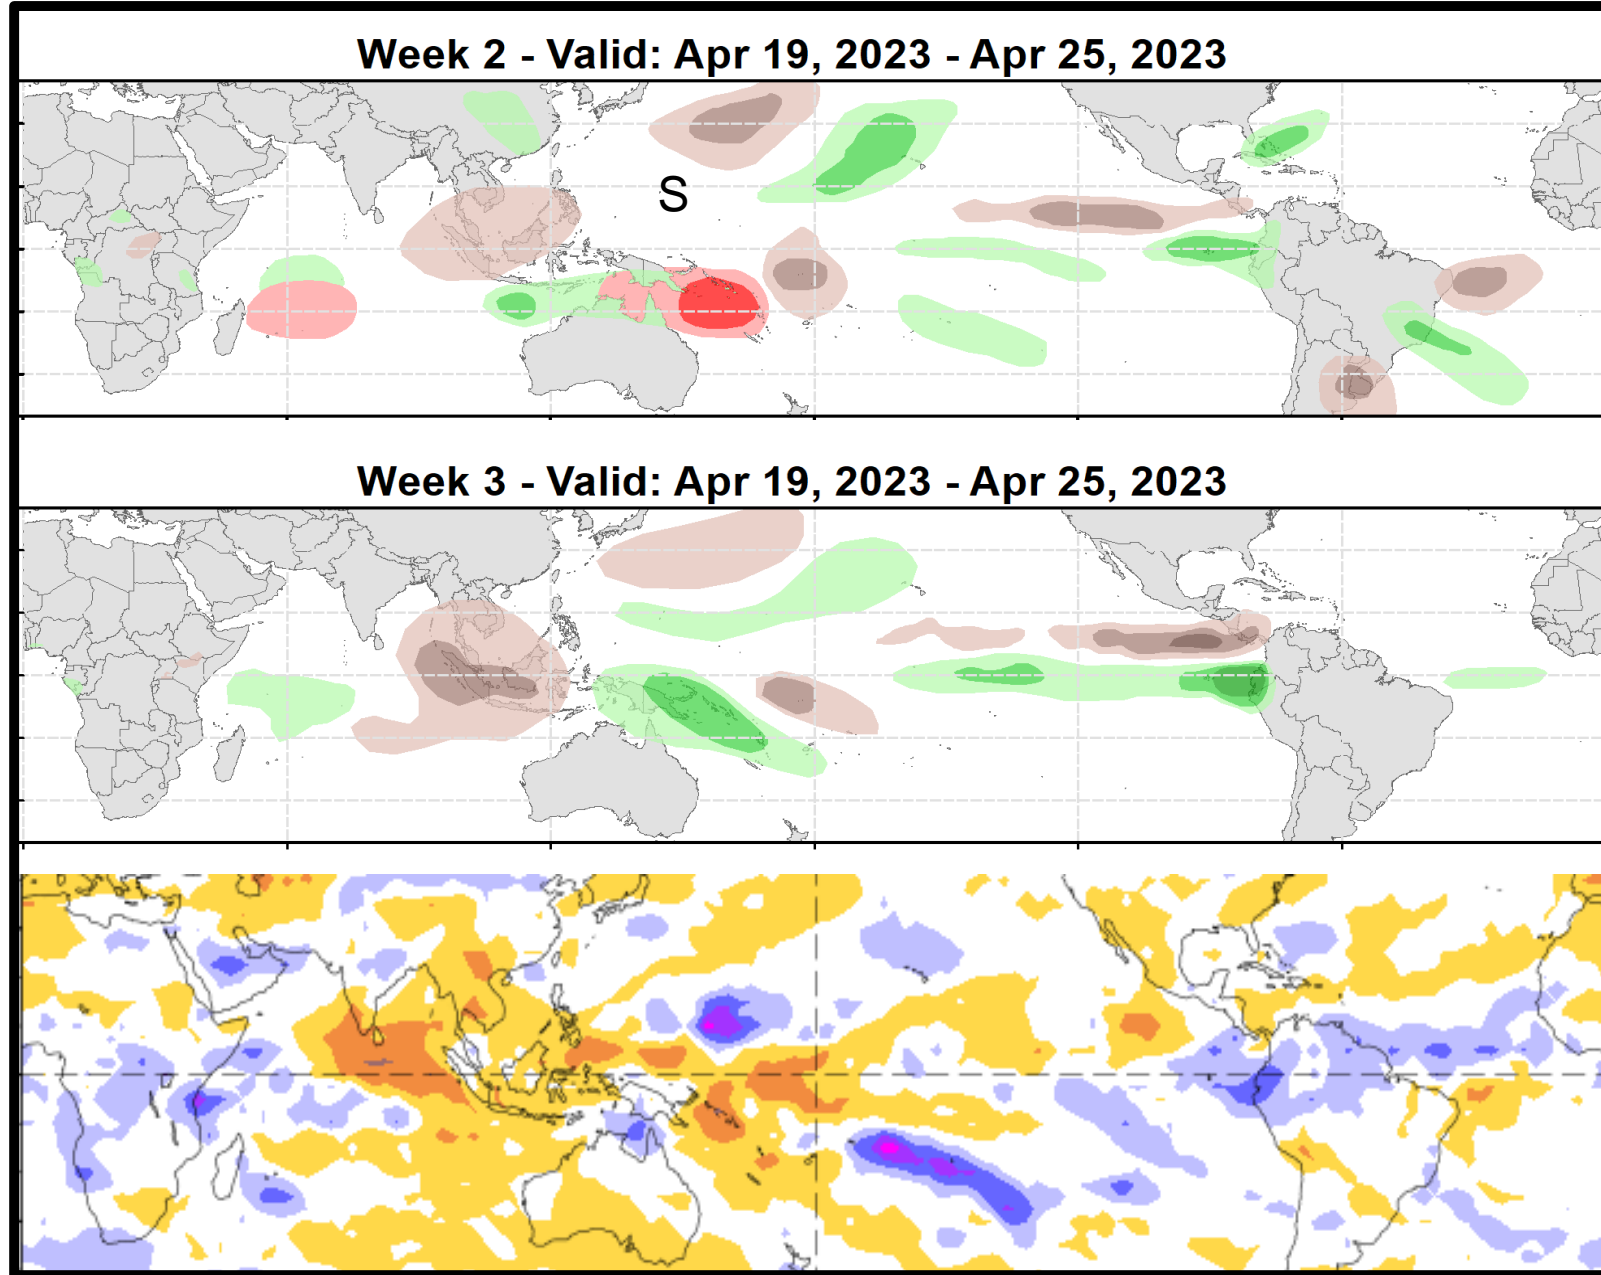 Week 2 - Valid: Apr 19, 2023 - Apr 25, 2023
S
Week 3 - Valid: Apr 19, 2023 - Apr 25, 2023